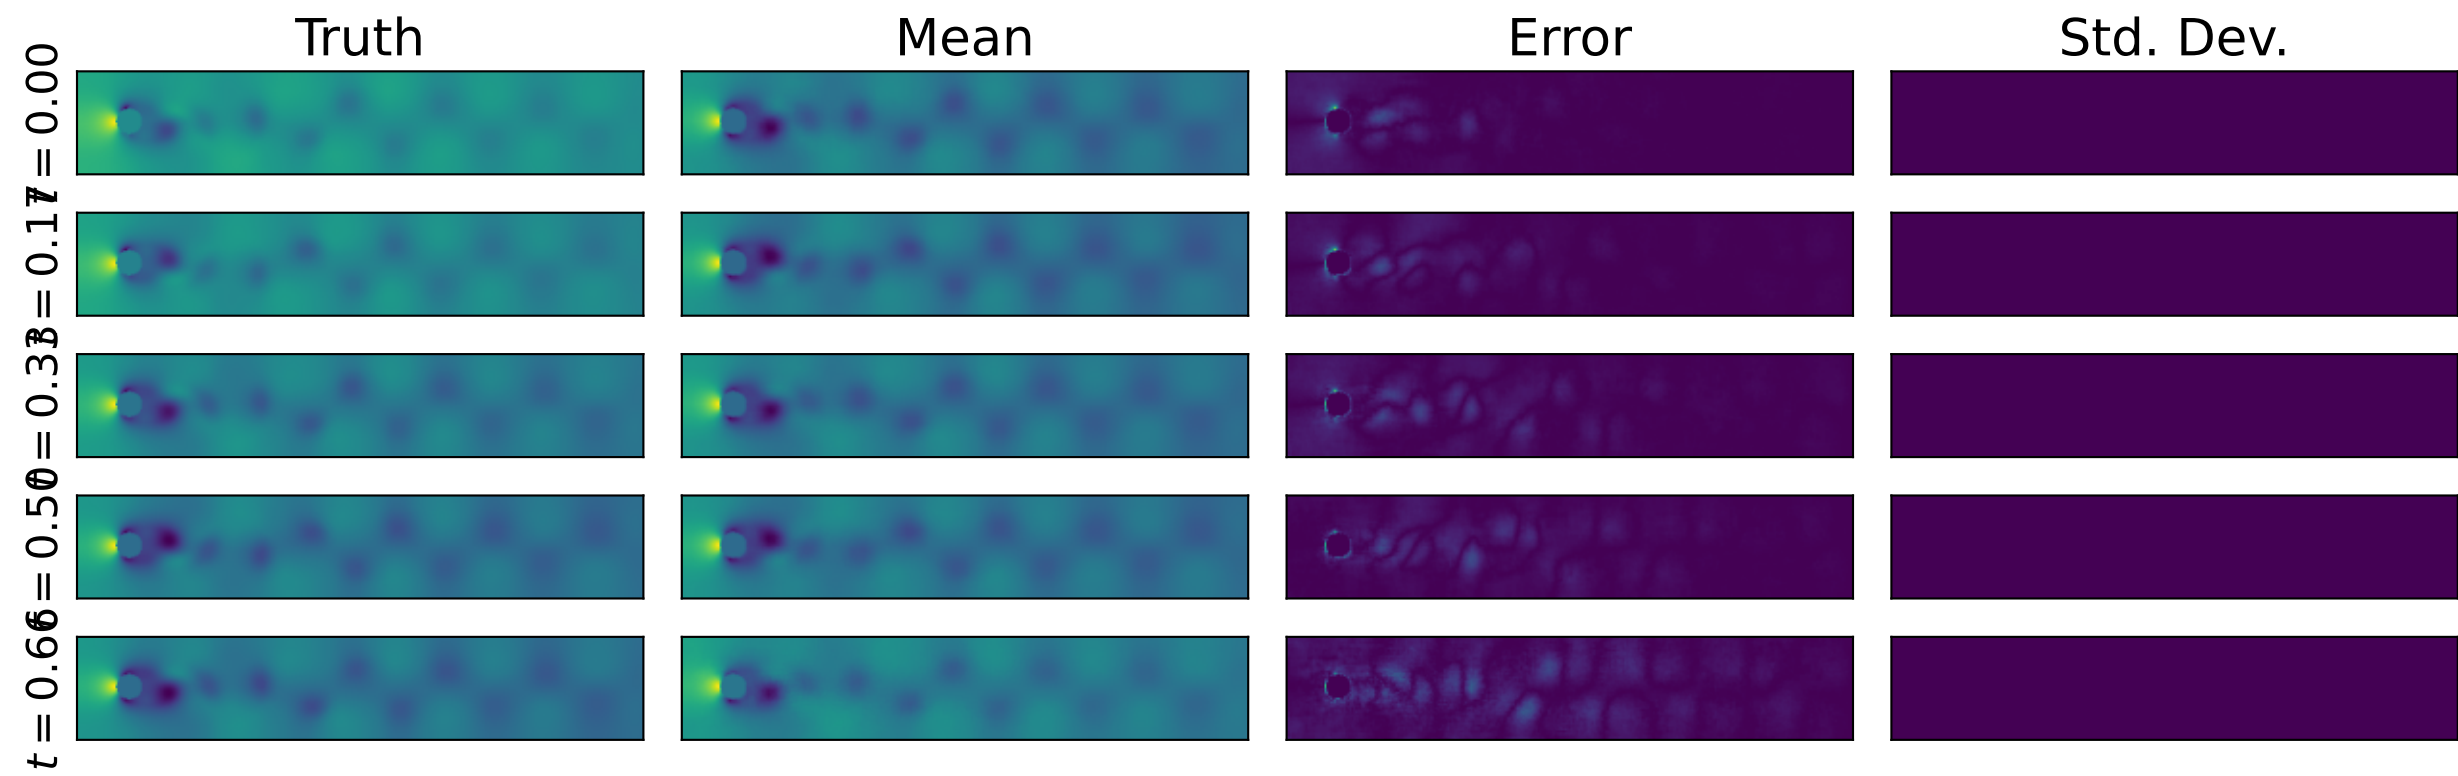 Truth Mean Error Std. Dev.
t = 0.00
t = 0.17
t = 0.33
t = 0.50
t = 0.66